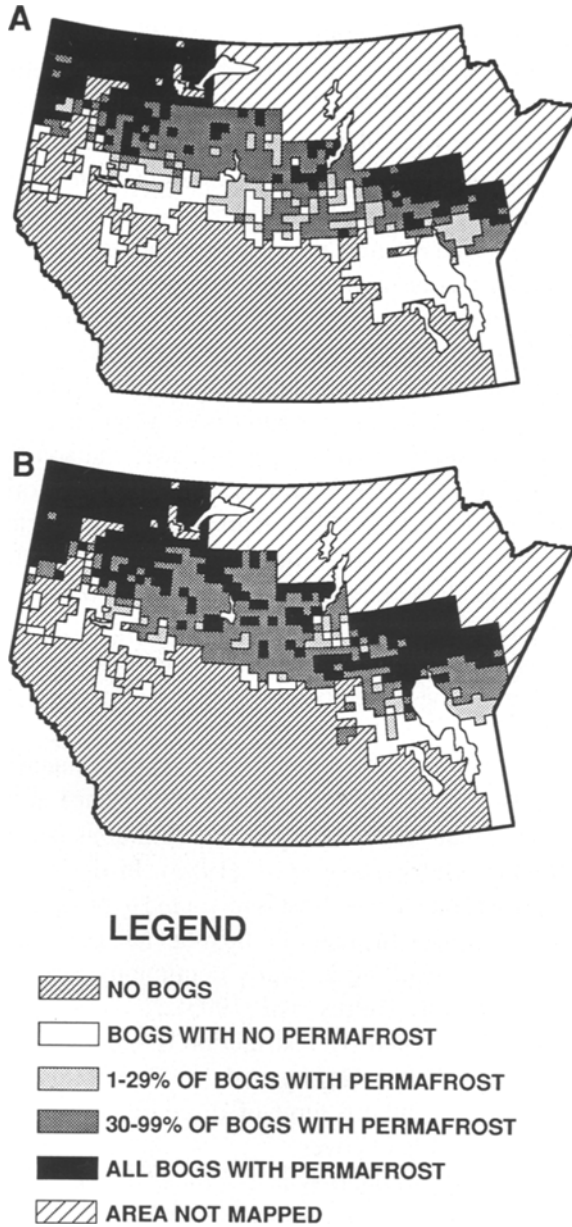 A
B
LEGEND
NO BOGS
BOGS WITH NO PERMAFROST
1-29% OF BOGS WITH PERMAFROST
30-99% OF BOGS WITH PERMAFROST
ALL BOGS WITH PERMAFROST
AREA NOT MAPPED